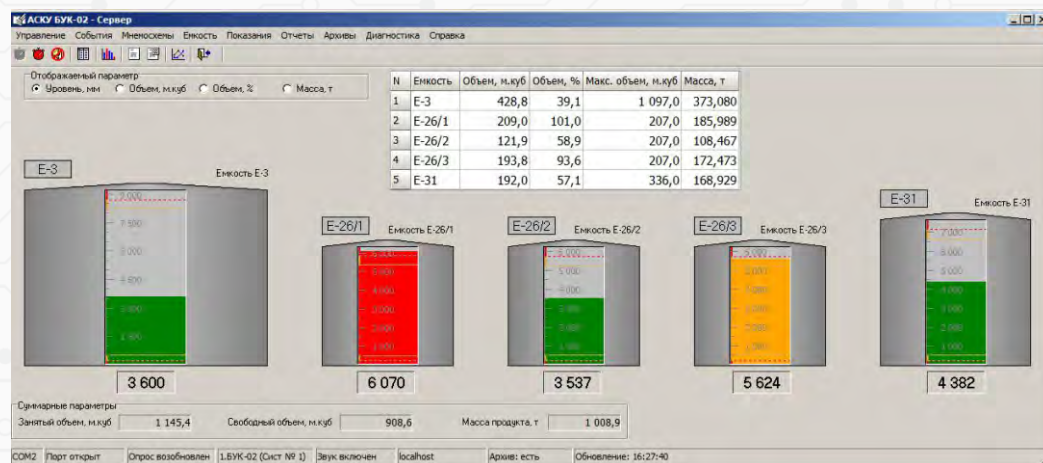 АСКУ БУК-02 - Сервер
Управление События Мнемосхемы Емкость Показания Отчеты Архивы Диагностика Справка
Отображаемый параметр
Уровень, мм Объем, м.куб Объем, % Масса, т
N Емкость Объем, м.куб Объем, % Макс. объем, м.куб Масса, т
1 Е-3 428,8 39,1 1 097,0 373,080
2 Е-26/1 209,0 101,0 207,0 185,989
3 Е-26/2 121,9 58,9 207,0 108,467
4 Е-26/3 193,8 93,6 207,0 172,473
5 Е-31 192,0 57,1 336,0 168,929
Е-3 Емкость Е-3
Е-26/1 Емкость Е-26/1
Е-26/2 Емкость Е-26/2
Е-26/3 Емкость Е-26/3
Е-31 Емкость Е-31
3 600 6 070 3 537 5 624 4 382
Суммарные параметры
Занятый объем, м.куб 1 145,4 Свободный объем, м.куб 908,6 Масса продукта, т 1 008,9
COM2 Порт открыт Опрос возобновлен 1.БУК-02 (Сист № 1) Звук включен localhost Архив: есть Обновление: 16:27:40